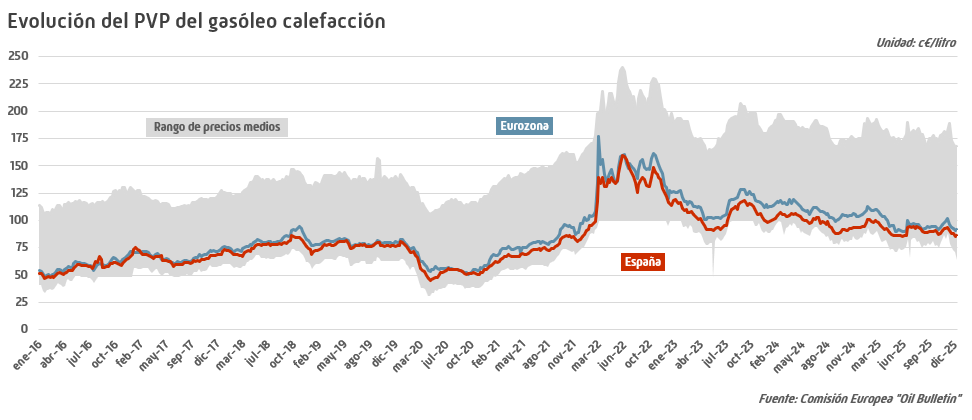 Evolución del PVP del gasóleo calefacción
Unidad: c€/litro
250
225
200
175
150
125
100
75
50
25
0
Rango de precios medios
Eurozona
España
ene-16
abr-16
jul-16
oct-16
feb-17
may-17
sep-17
dic-17
mar-18
jul-18
oct-18
feb-19
may-19
sep-19
dic-19
mar-20
jul-20
oct-20
feb-21
may-21
ago-21
nov-21
mar-22
jun-22
oct-22
ene-23
abr-23
jul-23
oct-23
feb-24
may-24
ago-24
nov-24
mar-25
jun-25
sep-25
dic-25
Fuente: Comisión Europea "Oil Bulletin"